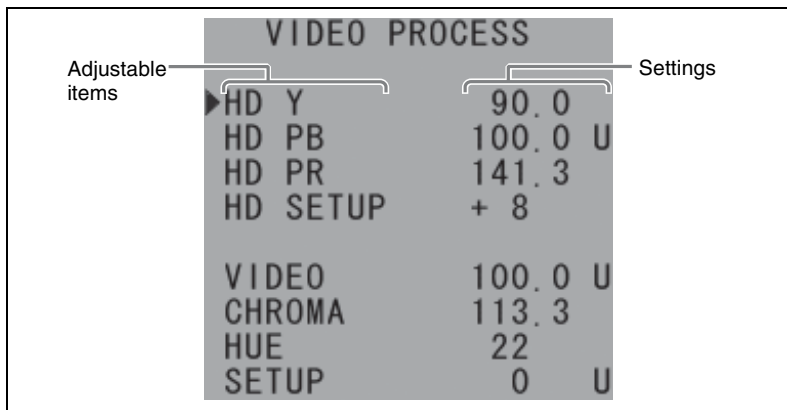 VIDEO PROCESS
Adjustable items
Settings
▶HD Y 90.0
HD PB 100.0 U
HD PR 141.3
HD SETUP + 8
VIDEO 100.0 U
CHROMA 113.3
HUE 22
SETUP 0 U